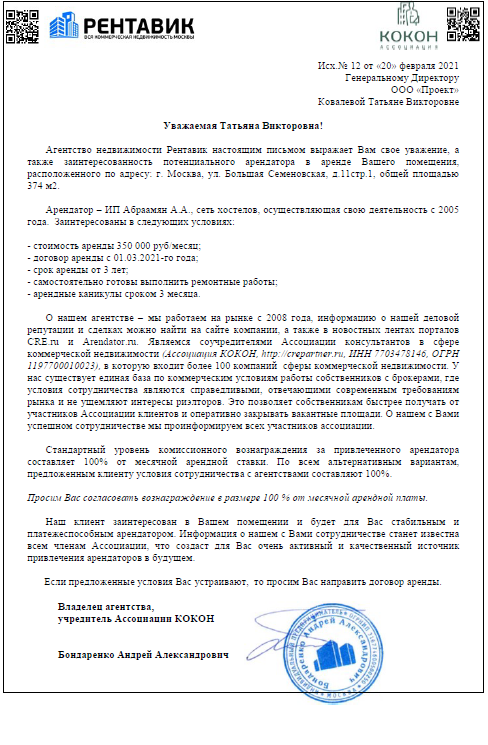 РЕНТАВИК
ВСЯ КОММЕРЧЕСКАЯ НЕДВИЖИМОСТЬ МОСКВЫ
КОКОН
АССОЦИАЦИЯ
Исх.№ 12 от «20» февраля 2021
Генеральному Директору
ООО «Проект»
Ковалевой Татьяне Викторовне
Уважаемая Татьяна Викторовна!
Агентство недвижимости Рентавик настоящим письмом выражает Вам свое уважение, а
также заинтересованность потенциального арендатора в аренде Вашего помещения,
расположенного по адресу: г. Москва, ул. Большая Семеновская, д.11стр.1, общей площадью
374 м2.
Арендатор – ИП Абраамян А.А., сеть хостелов, осуществляющая свою деятельность с 2005
года. Заинтересованы в следующих условиях:
- стоимость аренды 350 000 руб/месяц;
- договор аренды с 01.03.2021-го года;
- срок аренды от 3 лет;
- самостоятельно готовы выполнить ремонтные работы;
- арендные каникулы сроком 3 месяца.
О нашем агентстве – мы работаем на рынке с 2008 года, информацию о нашей деловой
репутации и сделках можно найти на сайте компании, а также в новостных лентах порталов
CRE.ru и Arendator.ru. Являемся соучредителями Ассоциации консультантов в сфере
коммерческой недвижимости (Ассоциация КОКОН, http://crepartner.ru, ИНН 7703478146, ОГРН
1197700010023), в которую входит более 100 компаний сферы коммерческой недвижимости. У
нас существует единая база по коммерческим условиям работы собственников с брокерами, где
условия сотрудничества являются справедливыми, отвечающими современным требованиям
рынка и не ущемляют интересы риэлторов. Это позволяет собственникам быстрее получать от
участников Ассоциации клиентов и оперативно закрывать вакантные площади. О нашем с Вами
успешном сотрудничестве мы проинформируем всех участников ассоциации.
Стандартный уровень комиссионного вознаграждения за привлеченного арендатора
составляет 100% от месячной арендной ставки. По всем альтернативным вариантам,
предложенным клиенту условия сотрудничества с агентствами составляют 100%.
Просим Вас согласовать вознаграждение в размере 100 % от месячной арендной платы.
Наш клиент заинтересован в Вашем помещении и будет для Вас стабильным и
платежеспособным арендатором. Информация о нашем с Вами сотрудничестве станет известна
всем членам Ассоциации, что создаст для Вас очень активный и качественный источник
привлечения арендаторов в будущем.
Если предложенные условия Вас устраивают, то просим Вас направить договор аренды.
Владелец агентства,
учредитель Ассоциации КОКОН
Бондаренко Андрей Александрович
ИНДИВИДУАЛЬНЫЙ ПРЕДПРИНИМАТЕЛЬ
Бондаренко Андрей Александрович
МОСКВА